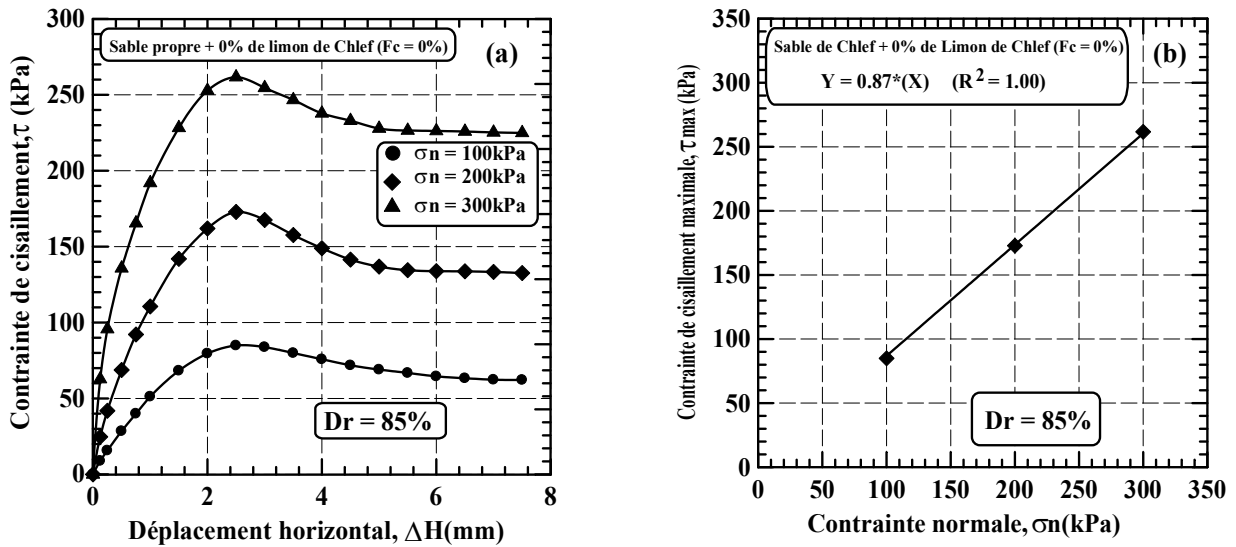 300
250
200
150
100
50
0
Contrainte de cisaillement,τ (kPa)
Sable propre + 0% de limon de Chlef (Fc = 0%)
(a)
σn = 100kPa
σn = 200kPa
σn = 300kPa
Dr = 85%
0 2 4 6 8
Déplacement horizontal, ΔH(mm)
350
300
250
200
150
100
50
0
Contrainte de cisaillement maximale, τ max (kPa)
Sable de Chlef + 0% de Limon de Chlef (Fc = 0%)
Y = 0.87*(X) (R² = 1.00)
(b)
Dr = 85%
0 50 100 150 200 250 300 350
Contrainte normale, σn(kPa)